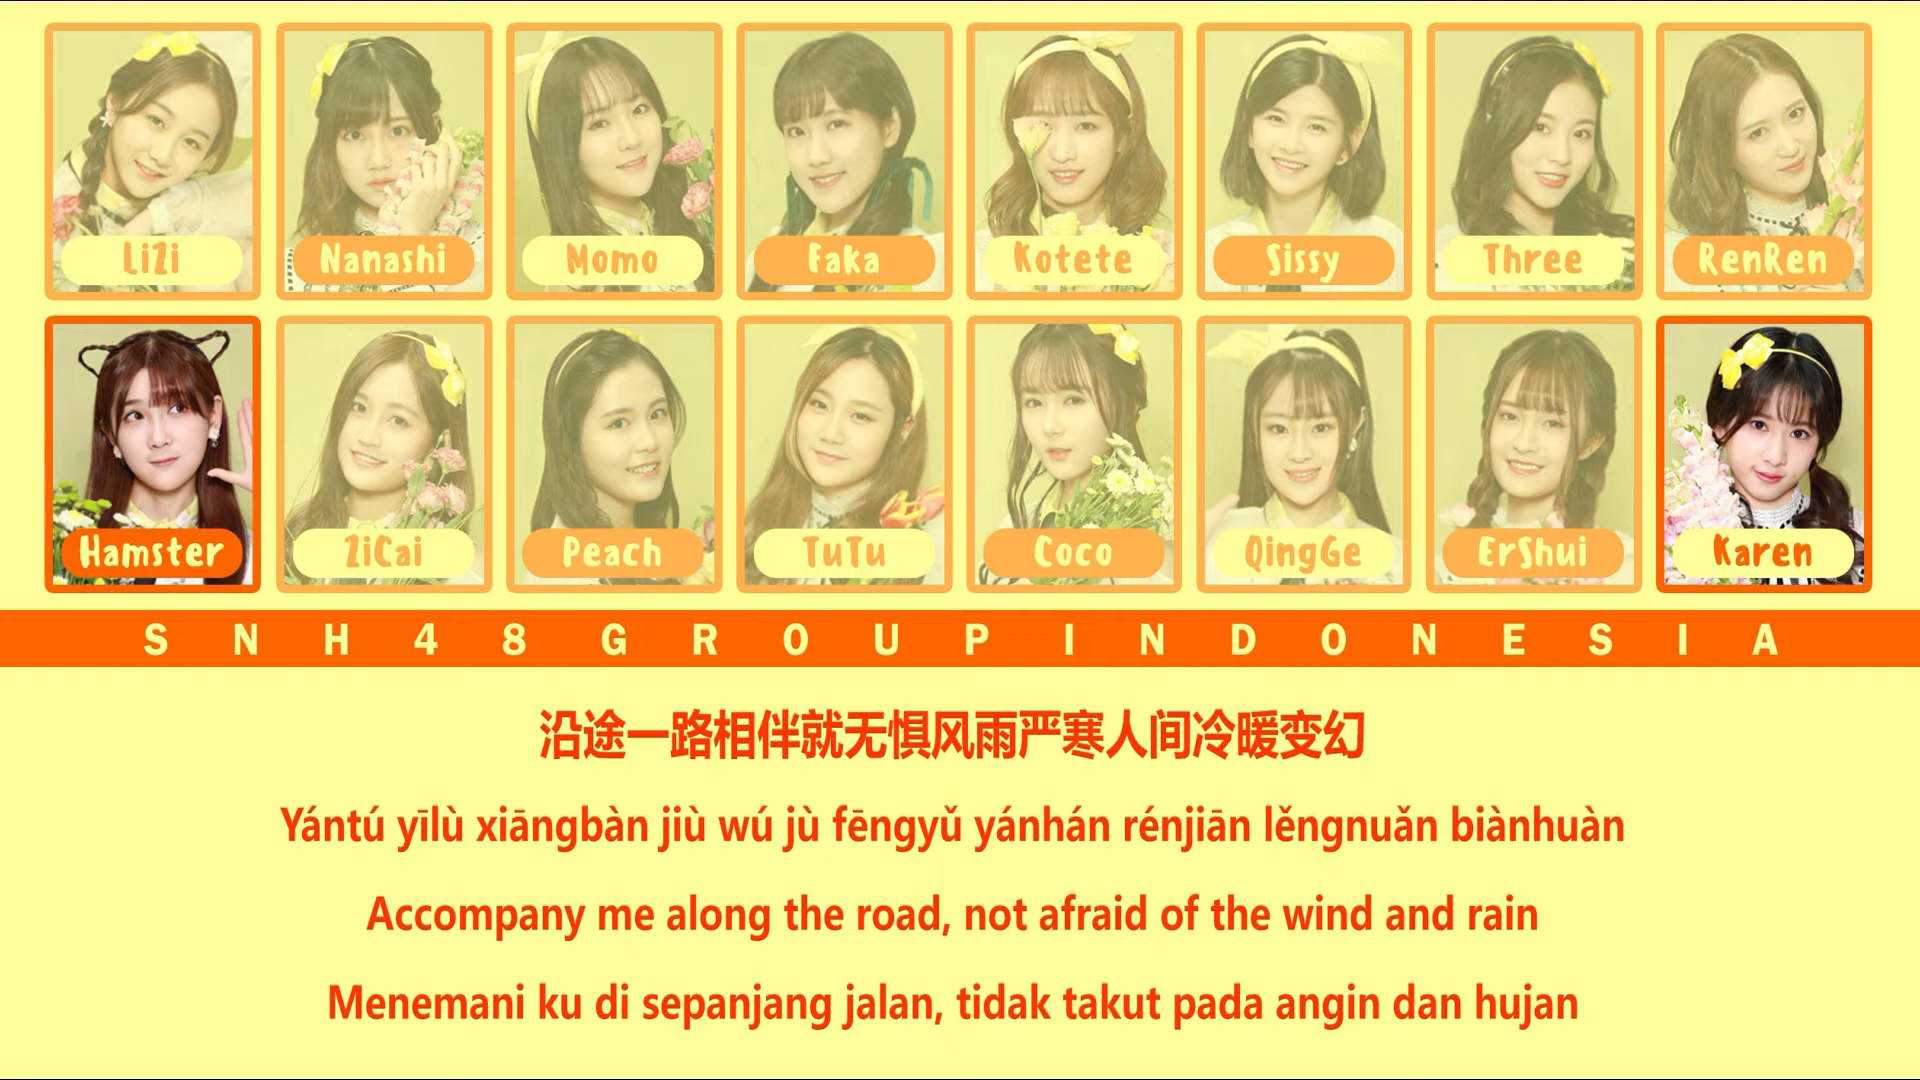 LiZi Nanashi Momo Faka Kotete Sissy Three RenRen
Hamster ZiCai Peach TuTu Coco QingGe ErShui Karen
SNH48GROUPINDONESIA
沿途一路相伴就无惧风雨严寒人间冷暖变幻
Yántú yīlù xiāngbàn jiù wú jù fēngyǔ yánhán rénjiān lěngnuǎn biànhuàn
Accompany me along the road, not afraid of the wind and rain
Menemani ku di sepanjang jalan, tidak takut pada angin dan hujan